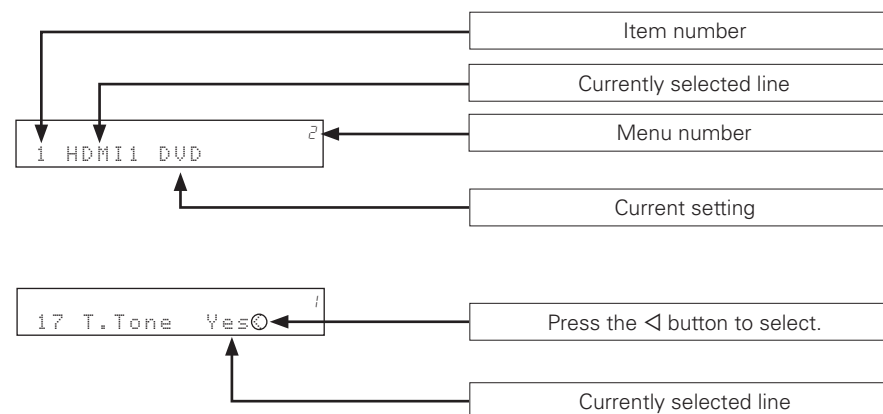 Item number
Currently selected line
2
Menu number
1 HDMI1 DVD
Current setting
1
17 T.Tone Yes
Press the ◁ button to select.
Currently selected line